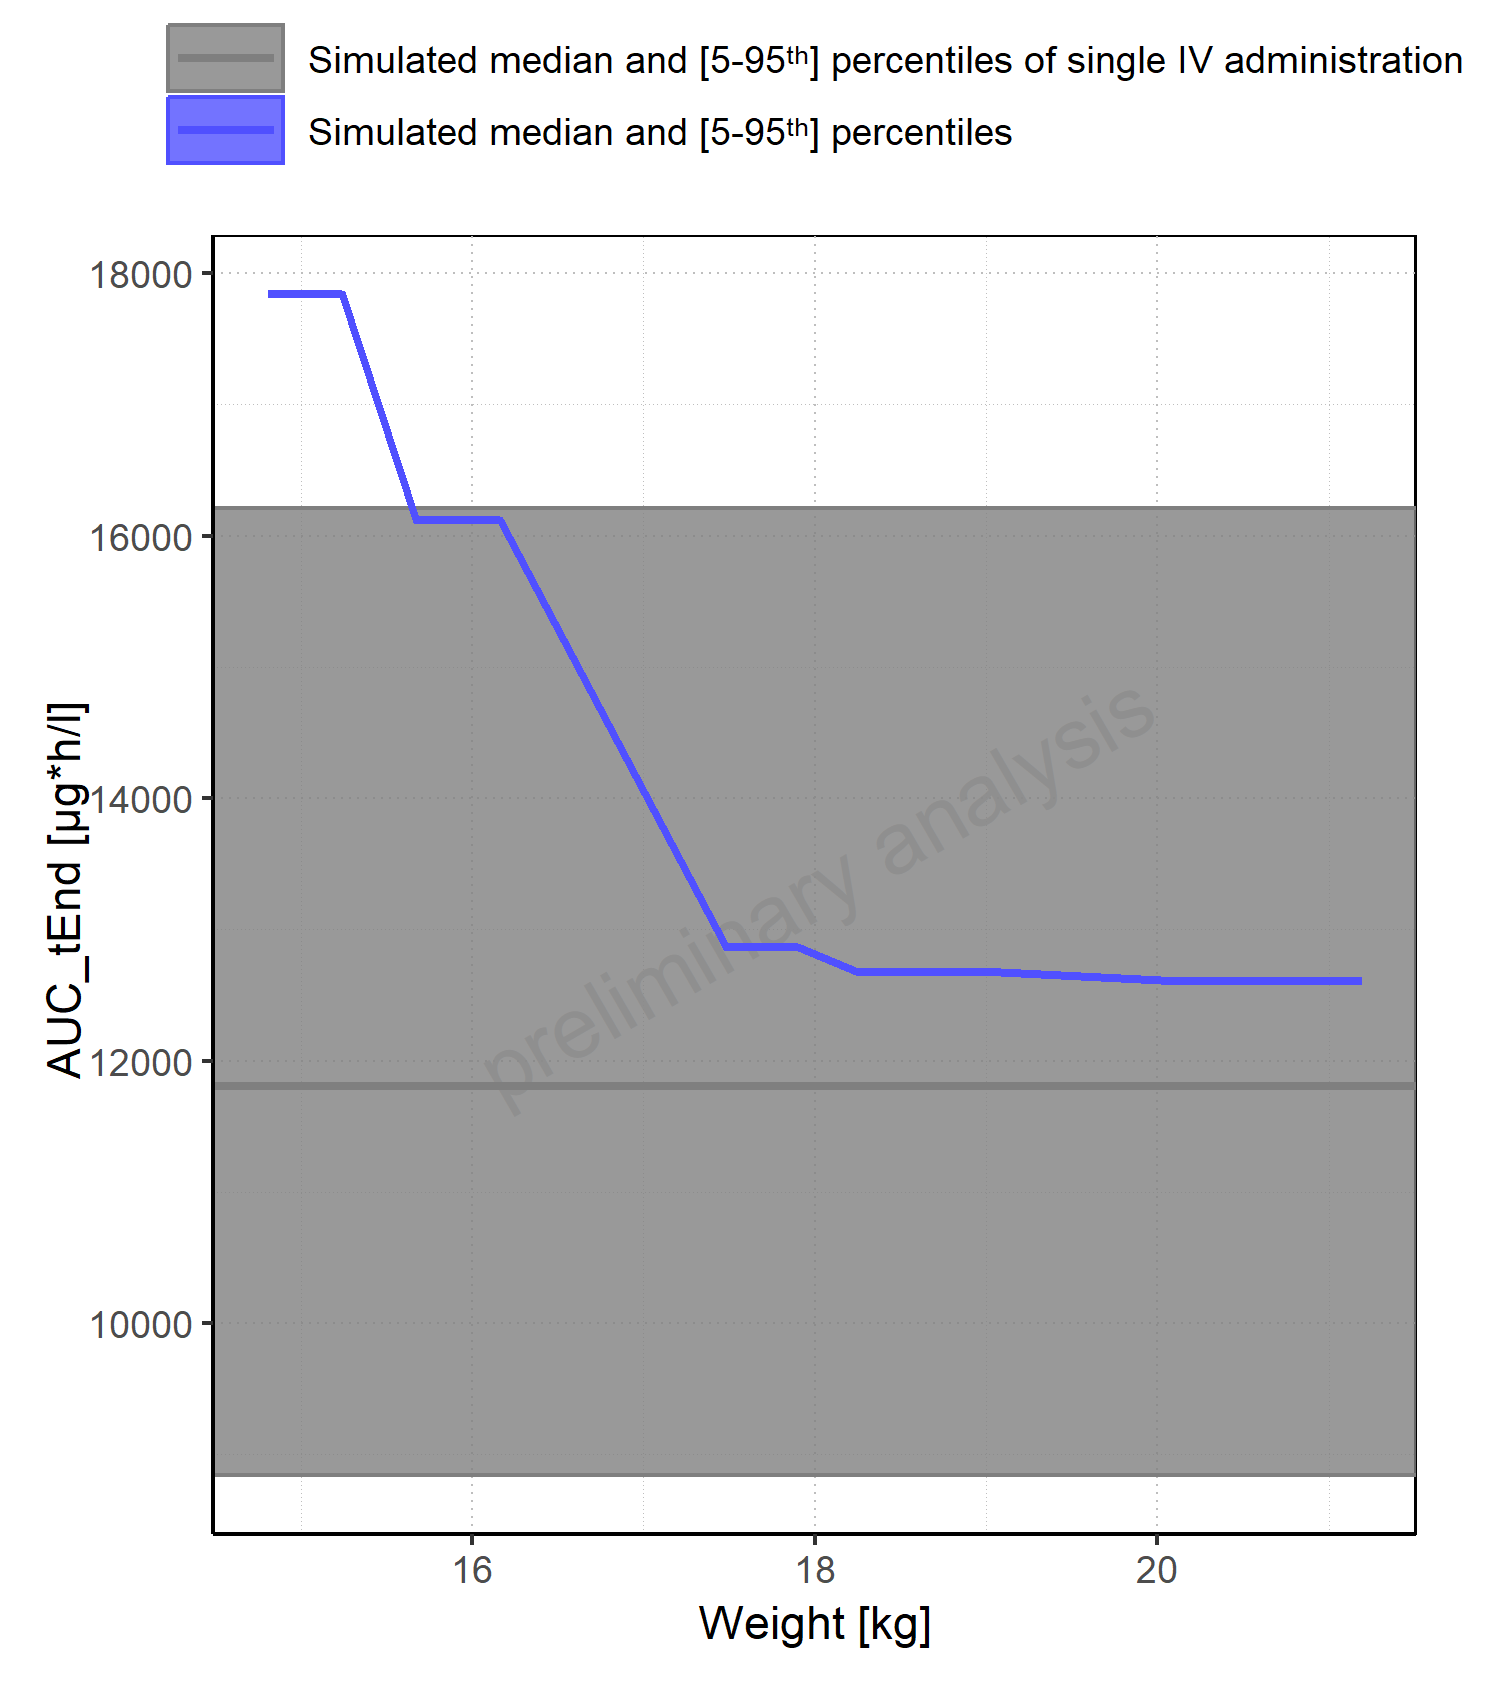 Simulated median and [5-95th] percentiles of single IV administration
Simulated median and [5-95th] percentiles
18000
16000
14000
12000
10000
AUC_tEnd [µg*h/l]
preliminary analysis
16 18 20
Weight [kg]